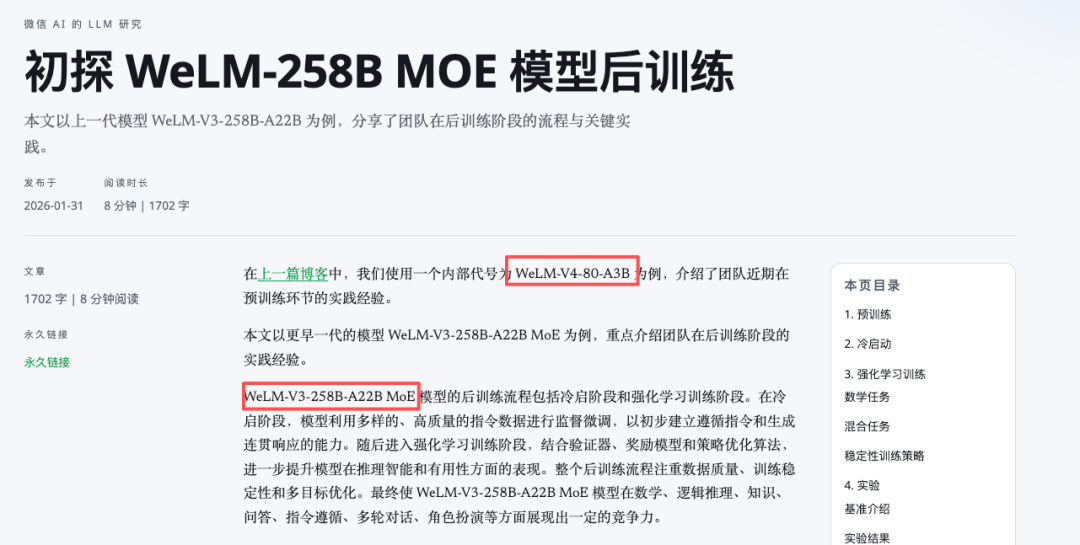 微信 AI 的 LLM 研究
初探 WeLM-258B MOE 模型后训练
本文以上一代模型 WeLM-V3-258B-A22B 为例，分享了团队在后训练阶段的流程与关键实
践。
发布于
阅读时长
2026-01-31
8 分钟 | 1702 字
文章
1702 字 | 8 分钟阅读
永久链接
永久链接
在上一篇博客中，我们使用一个内部代号为 WeLM-V4-80-A3B 为例，介绍了团队近期在
预训练环节的实践经验。
本文以更早一代的模型 WeLM-V3-258B-A22B MoE 为例，重点介绍团队在后训练阶段的
实践经验。
WeLM-V3-258B-A22B MoE 模型的后训练流程包括冷启阶段和强化学习训练阶段。在冷
启阶段，模型利用多样的、高质量的指令数据进行监督微调，以初步建立遵循指令和生成
连贯响应的能力。随后进入强化学习训练阶段，结合验证器、奖励模型和策略优化算法，
进一步提升模型在推理智能和有用性方面的表现。整个后训练流程注重数据质量、训练稳
定性和多目标优化。最终使 WeLM-V3-258B-A22B MoE 模型在数学、逻辑推理、知识、
问答、指令遵循、多轮对话、角色扮演等方面展现出一定的竞争力。
本页目录
1. 预训练
2. 冷启动
3. 强化学习训练
数学任务
混合任务
稳定性训练策略
4. 实验
基准介绍
实验结果